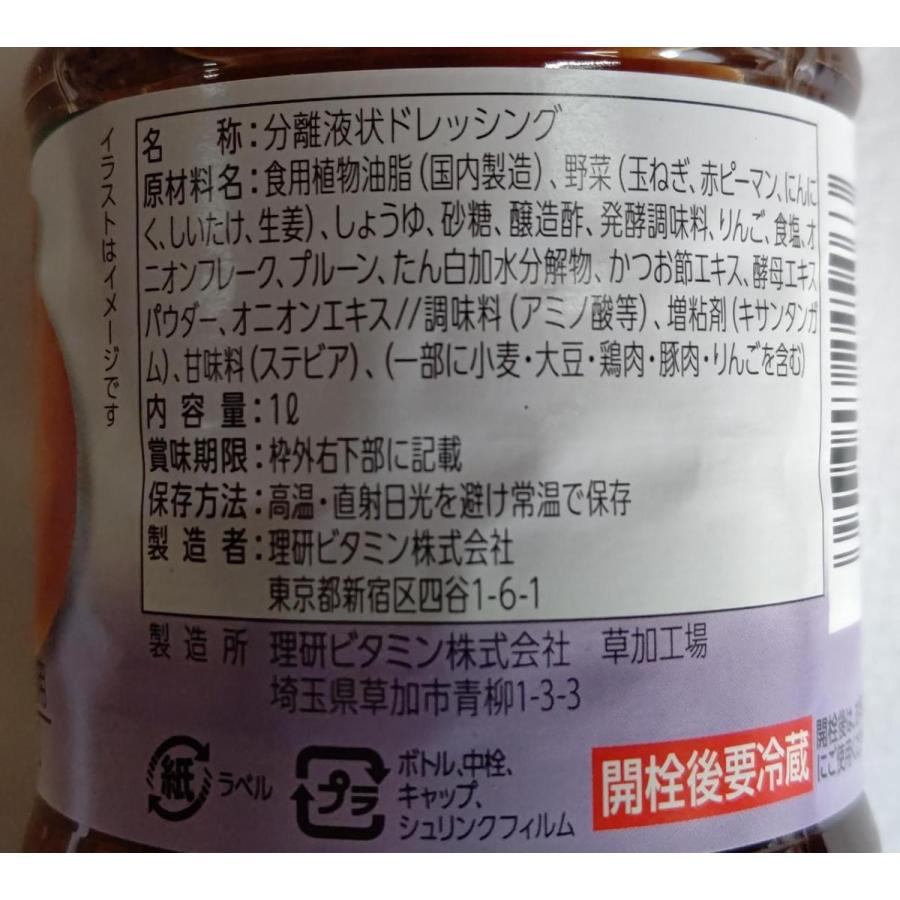 イラストはイメージです
名 称:分離液状ドレッシング
原材料名:食用植物油脂(国内製造)、野菜(玉ねぎ、赤ピーマン、にんに
く、しいたけ、生姜)、しょうゆ、砂糖、醸造酢、発酵調味料、りんご、食塩、オ
ニオンフレーク、プルーン、たん白加水分解物、かつお節エキス、酵母エキス
パウダー、オニオンエキス//調味料(アミノ酸等)、増粘剤(キサンタンガ
ム)、甘味料(ステビア)、(一部に小麦・大豆・鶏肉・豚肉・りんごを含む)
内容量:1ℓ
賞味期限:枠外右下部に記載
保存方法:高温・直射日光を避け常温で保存
製造者:理研ビタミン株式会社
東京都新宿区四谷1-6-1
製造所 理研ビタミン株式会社 草加工場
埼玉県草加市青柳1-3-3
紙 ラベル
プラ ボトル、中栓、
キャップ、
シュリンクフィルム
開栓後要冷蔵
開栓後は、
にご使用く